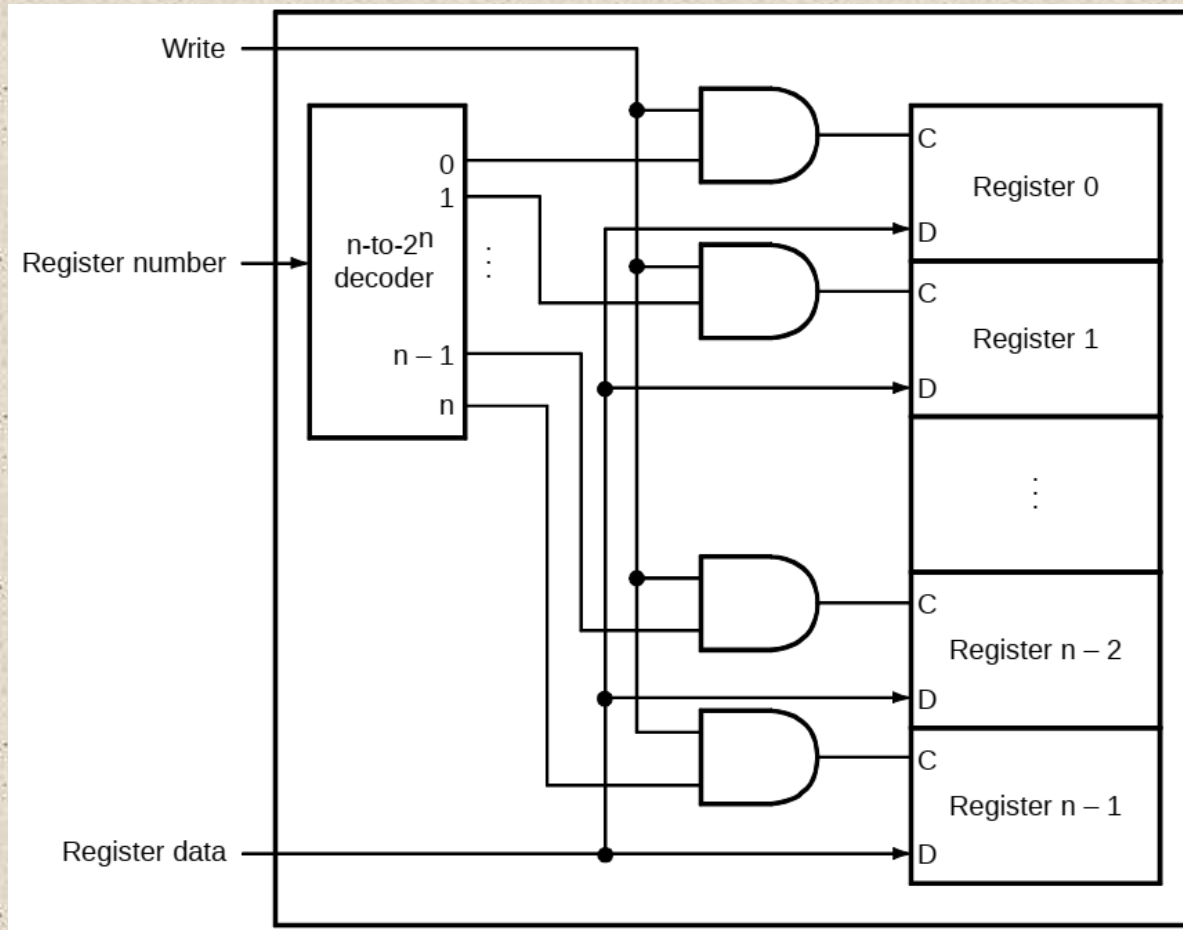 Write
0
1
n-to-2ⁿ
decoder
⋮
n – 1
n
Register number
Register data
C
Register 0
D
C
Register 1
D
⋮
C
Register n – 2
D
C
Register n – 1
D